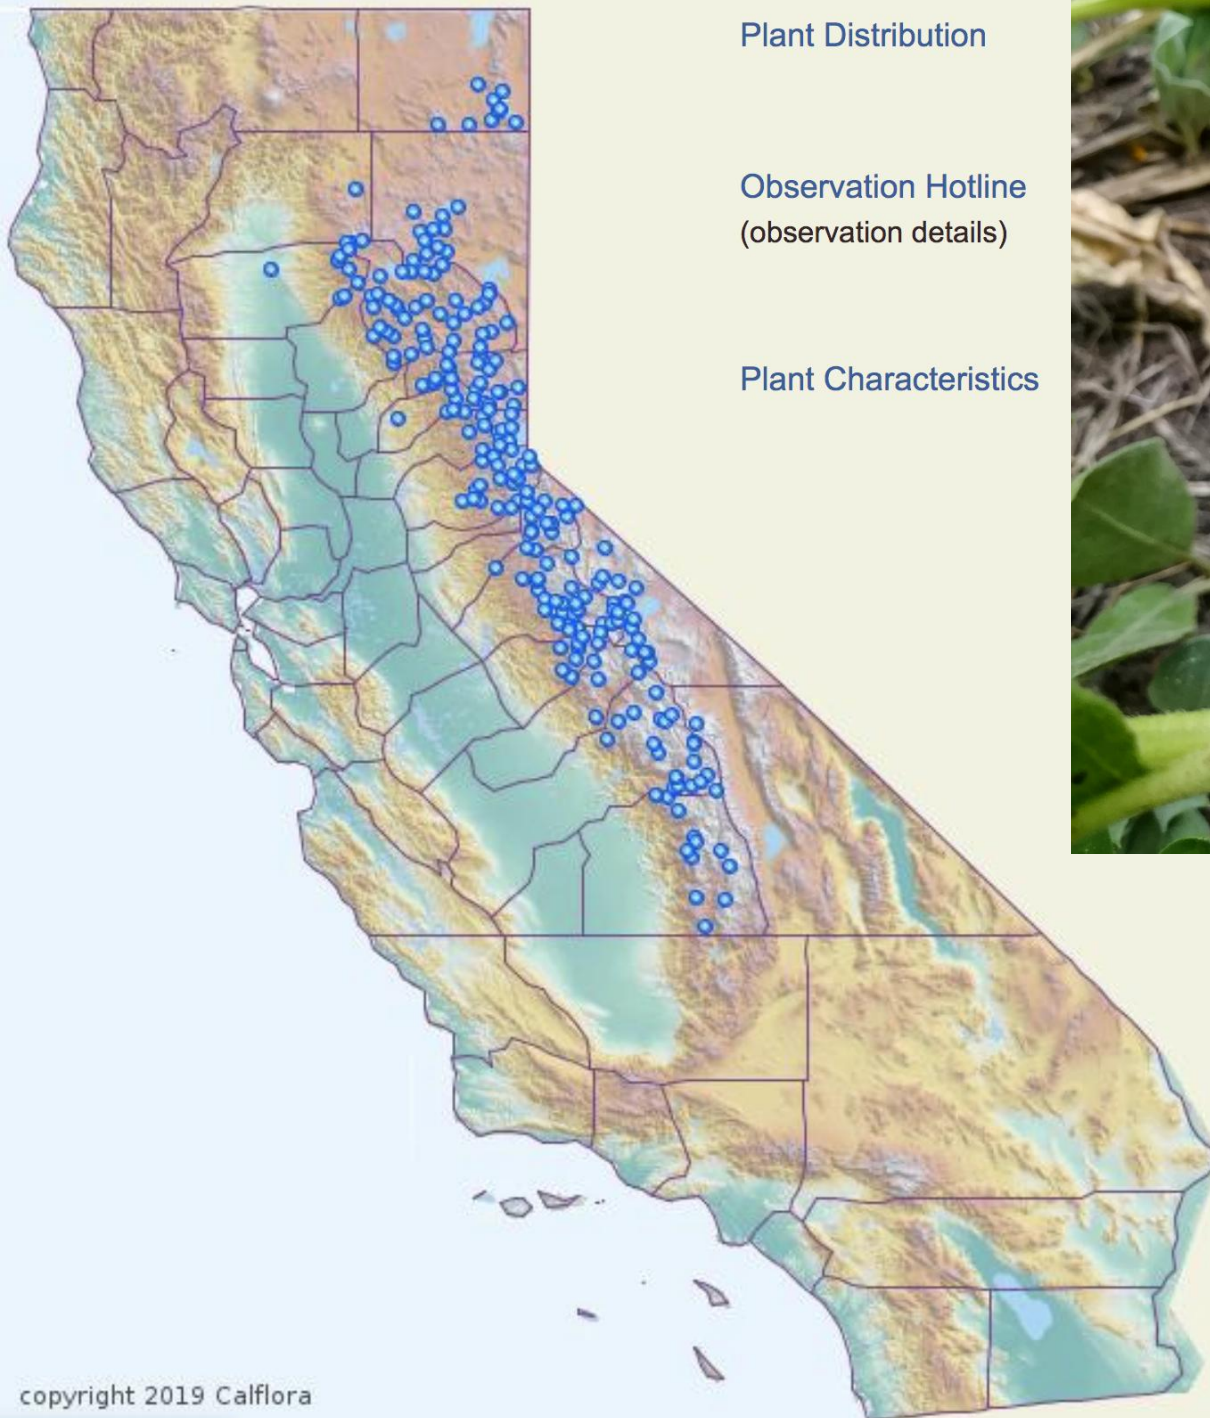 Plant Distribution
Observation Hotline
(observation details)
Plant Characteristics
copyright 2019 Calflora